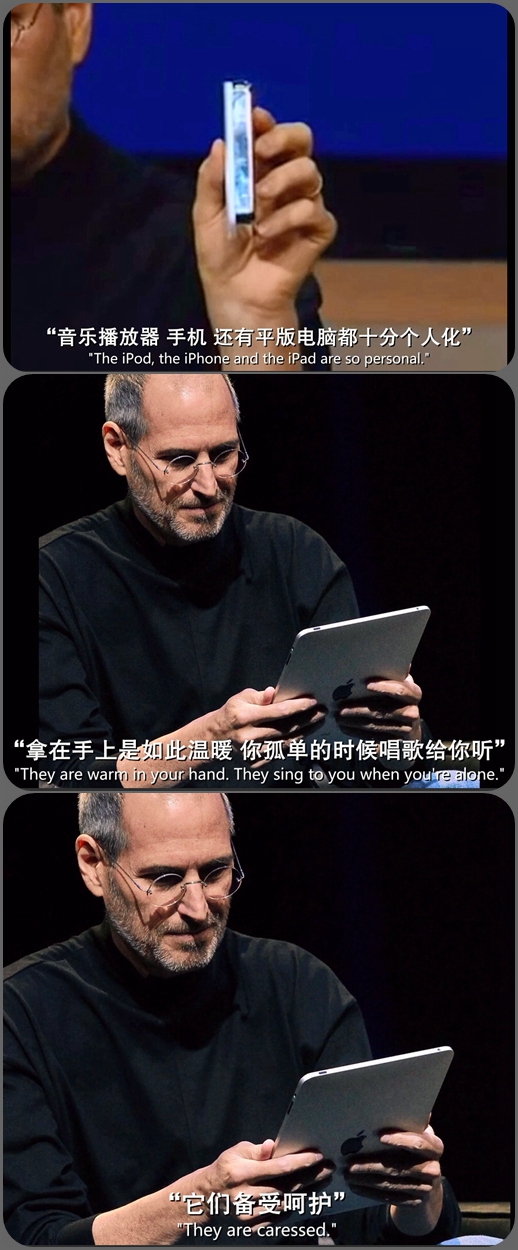 “音乐播放器 手机 还有平版电脑都十分个人化”
"The iPod, the iPhone and the iPad are so personal."
“拿在手上是如此温暖 你孤单的时候唱歌给你听”
"They are warm in your hand. They sing to you when you're alone."
“它们备受呵护”
"They are caressed."